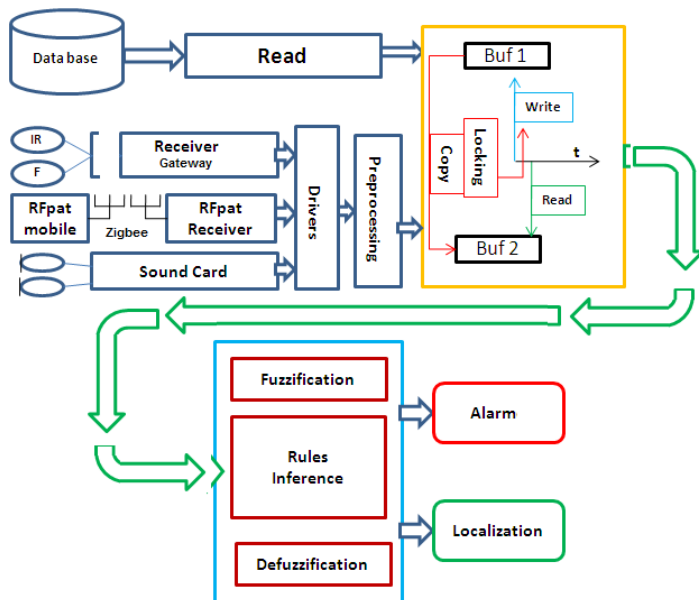 Data base
Read
Buf 1
Write
Locking
Copy
t
Read
Buf 2
IR
F
Receiver
Gateway
RFpat
mobile
Zigbee
RFpat
Receiver
Sound Card
Drivers
Preprocessing
Fuzzification
Rules
Inference
Defuzzification
Alarm
Localization